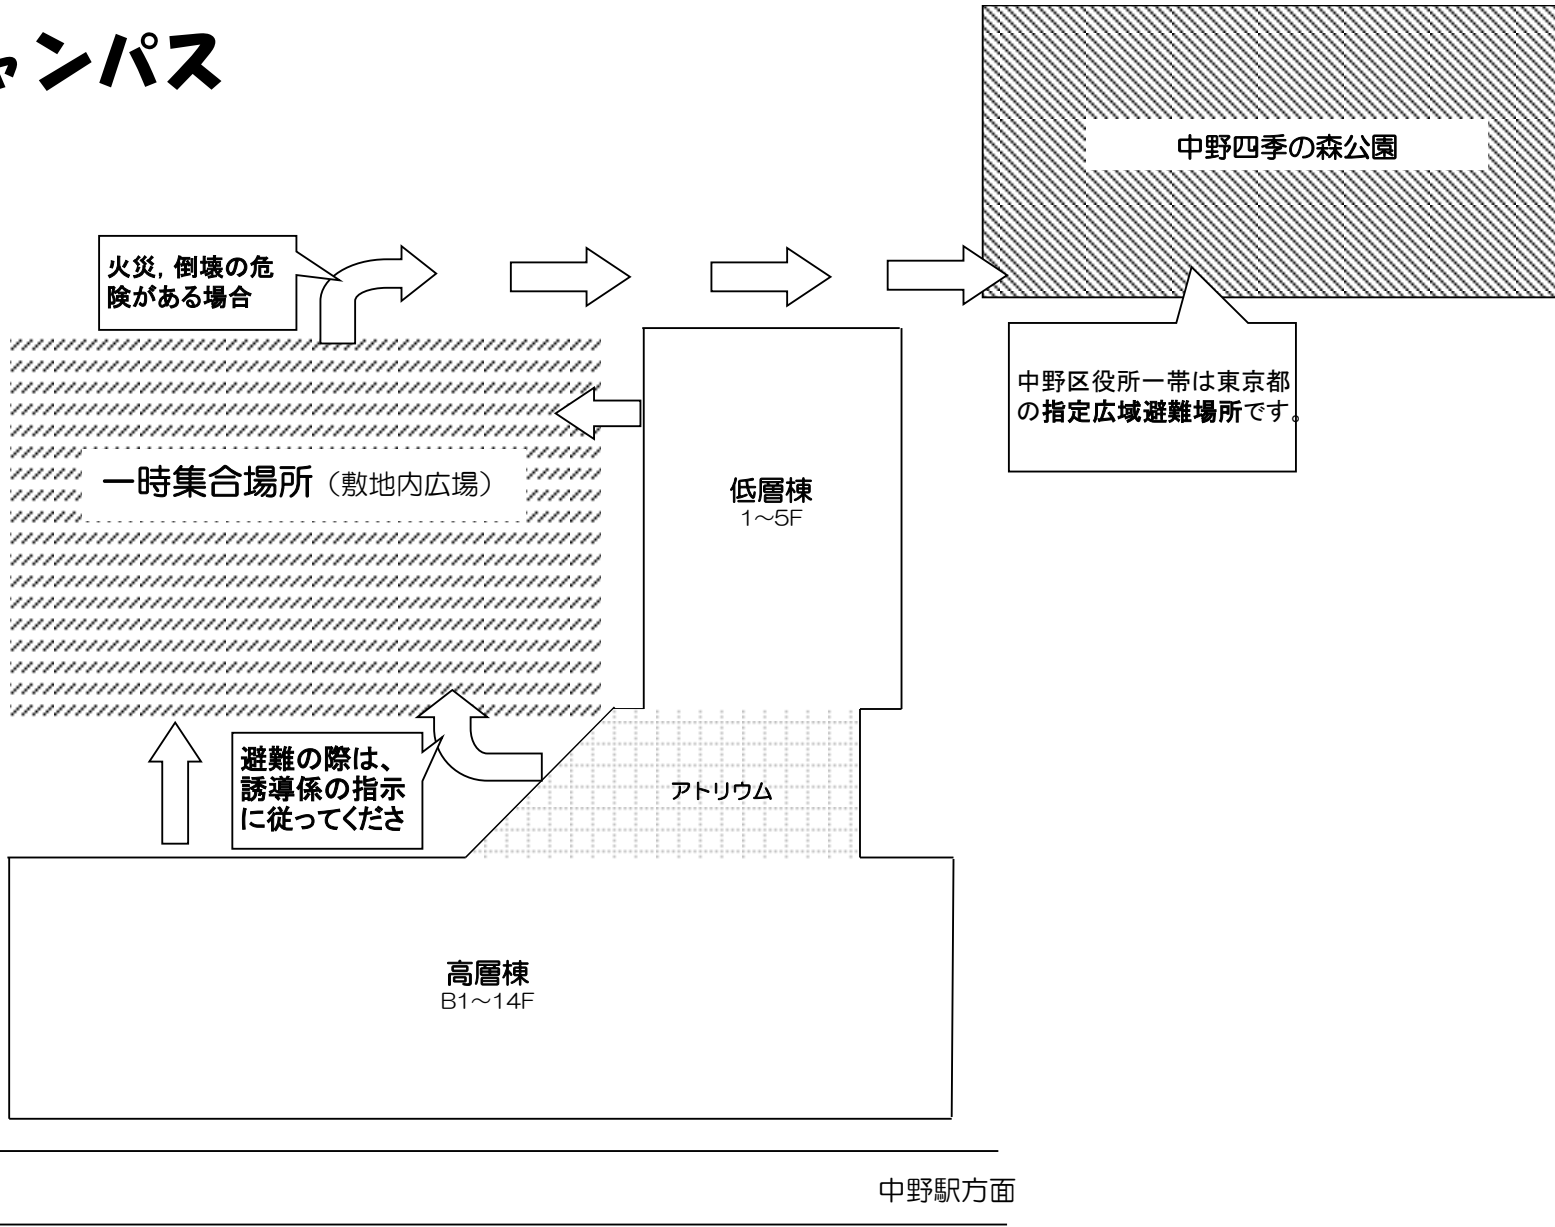 ャンパス
中野四季の森公園
火災，倒壊の危
険がある場合
中野区役所一帯は東京都
の指定広域避難場所です。
一時集合場所（敷地内広場）
低層棟
1～5F
避難の際は、
誘導係の指示
に従ってくださ
アトリウム
高層棟
B1～14F
中野駅方面